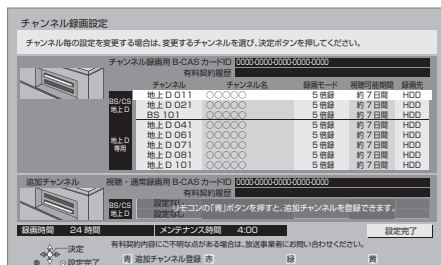 チャンネル録画設定
チャンネル毎の設定を変更する場合は、変更するチャンネルを選び、決定ボタンを押してください。
チャンネル録画用 B-CAS カードID 0000-0000-0000-0000-0000
有料契約履歴
チャンネル チャンネル名 録画モード 視聴可能期間 録画先
BS/CS 地上D
地上 D 011 ○○○○○ 5 倍録 約 7 日間 HDD
地上 D 021 ○○○○○ 5 倍録 約 7 日間 HDD
BS 101 ○○○○○ 5 倍録 約 7 日間 HDD
地上D 専用
地上 D 041 ○○○○○ 5 倍録 約 7 日間 HDD
地上 D 061 ○○○○○ 5 倍録 約 7 日間 HDD
地上 D 071 ○○○○○ 5 倍録 約 7 日間 HDD
地上 D 081 ○○○○○ 5 倍録 約 7 日間 HDD
地上 D 101 ○○○○○ 5 倍録 約 7 日間 HDD
追加チャンネル 視聴・通常録画用 B-CAS カードID 0000-0000-0000-0000-0000
有料契約履歴
BS/CS 地上D
設定なし
設定なし
リモコンの「青」ボタンを押すと、追加チャンネルを登録できます。
録画時間 24 時間 メンテナンス時間 4:00 設定完了
有料契約内容にご不明な点がある場合は、放送事業者にお問い合わせください。
決定
設定完了
青 追加チャンネル登録 赤 緑 黄